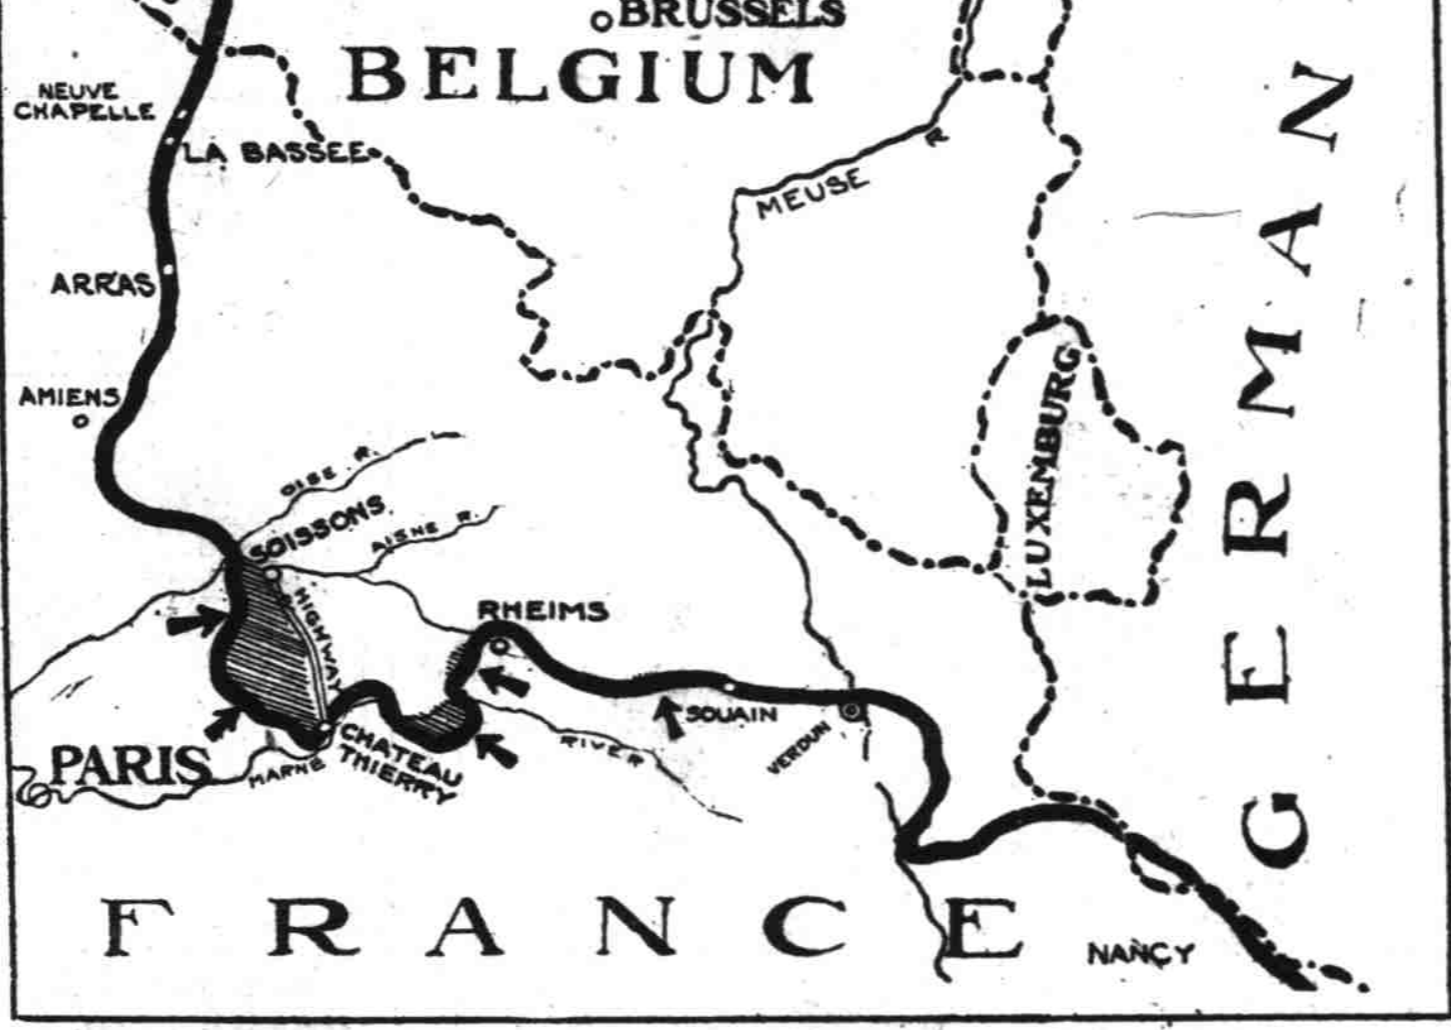 BRUSSELS
BELGIUM
NEUVE
CHAPELLE
LA BASSEE
MEUSE
R
ARRAS
AMIENS
LUXEMBURG
GERMAN
OISE R.
SOISSONS
AISNE R.
HIGHWAY
RHEIMS
SOUAIN
VERDUN
PARIS
MARNE
CHATEAU
THIERRY
RIVER
FRANCE
NANCY